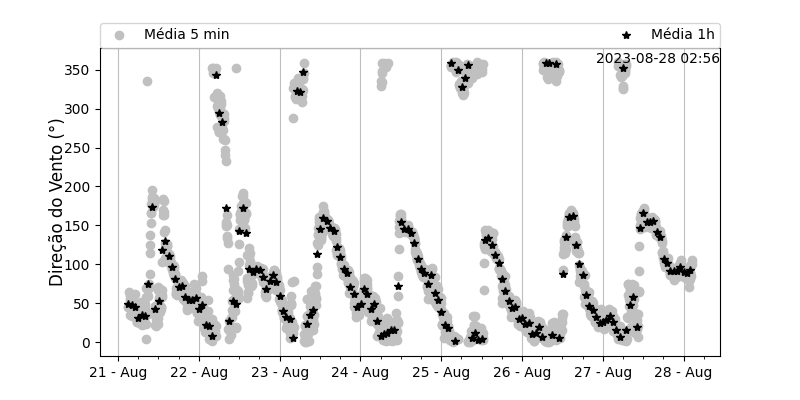 Média 5 min
Média 1h
2023-08-28 02:56
Direção do Vento (°)
350
300
250
200
150
100
50
0
21 - Aug
22 - Aug
23 - Aug
24 - Aug
25 - Aug
26 - Aug
27 - Aug
28 - Aug